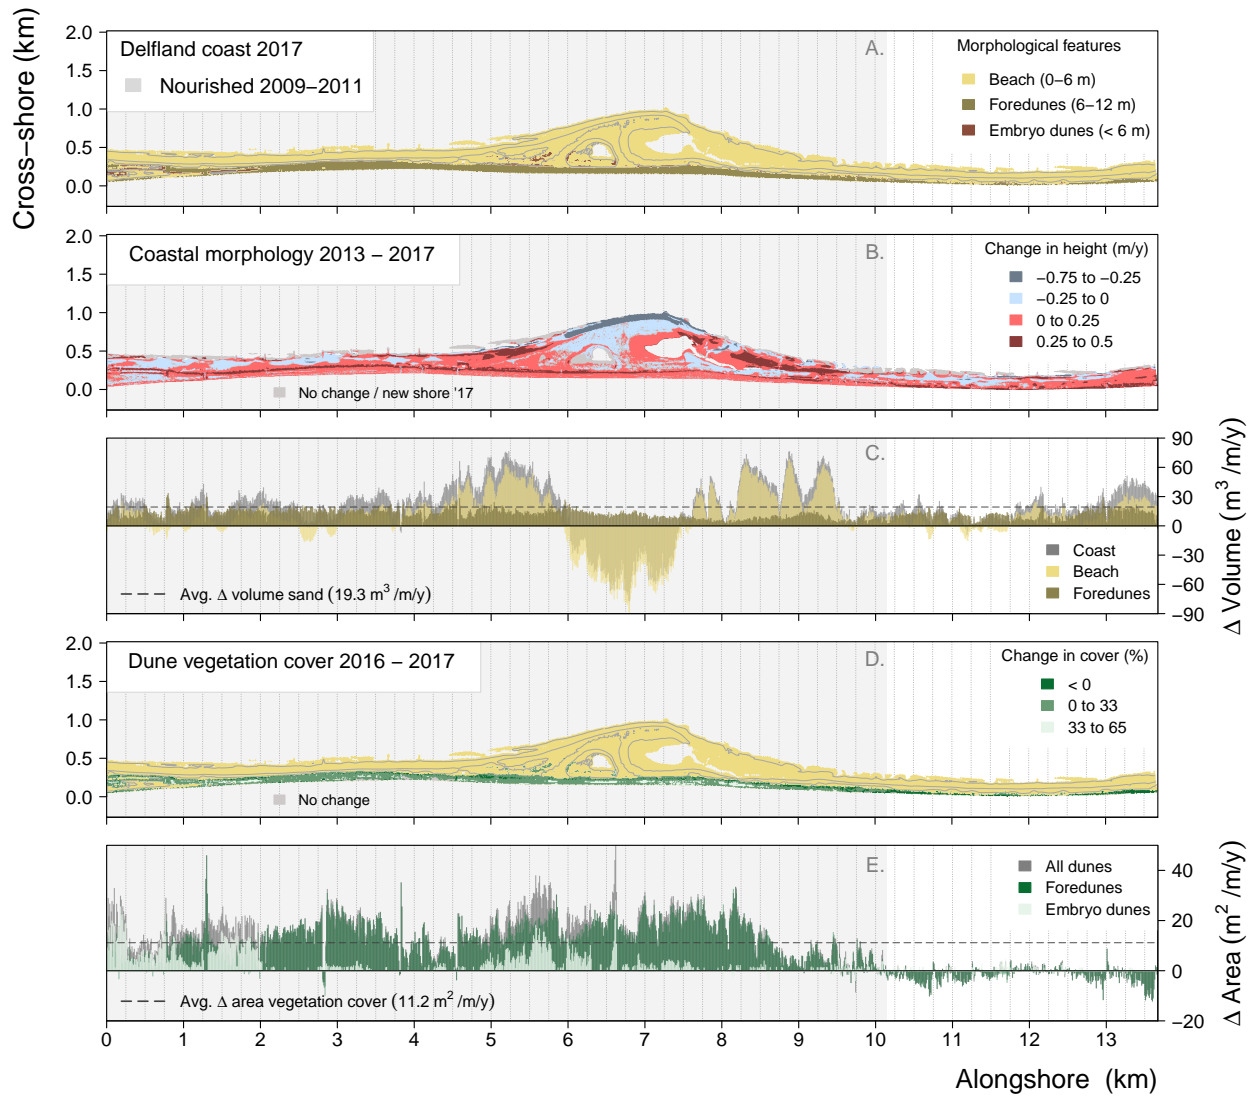 Cross−shore (km)
2.0
1.5
1.0
0.5
0.0
Delfland coast 2017
Nourished 2009−2011
A.
Morphological features
Beach (0−6 m)
Foredunes (6−12 m)
Embryo dunes (< 6 m)
2.0
1.5
1.0
0.5
0.0
Coastal morphology 2013 − 2017
B.
Change in height (m/y)
−0.75 to −0.25
−0.25 to 0
0 to 0.25
0.25 to 0.5
No change / new shore '17
C.
90
60
30
0
−30
−60
−90
Δ Volume (m³ /m/y)
Coast
Beach
Foredunes
Avg. Δ volume sand (19.3 m³ /m/y)
2.0
1.5
1.0
0.5
0.0
Dune vegetation cover 2016 − 2017
D.
Change in cover (%)
< 0
0 to 33
33 to 65
No change
E.
All dunes
Foredunes
Embryo dunes
40
20
0
−20
Δ Area (m² /m/y)
Avg. Δ area vegetation cover (11.2 m² /m/y)
0 1 2 3 4 5 6 7 8 9 10 11 12 13
Alongshore (km)